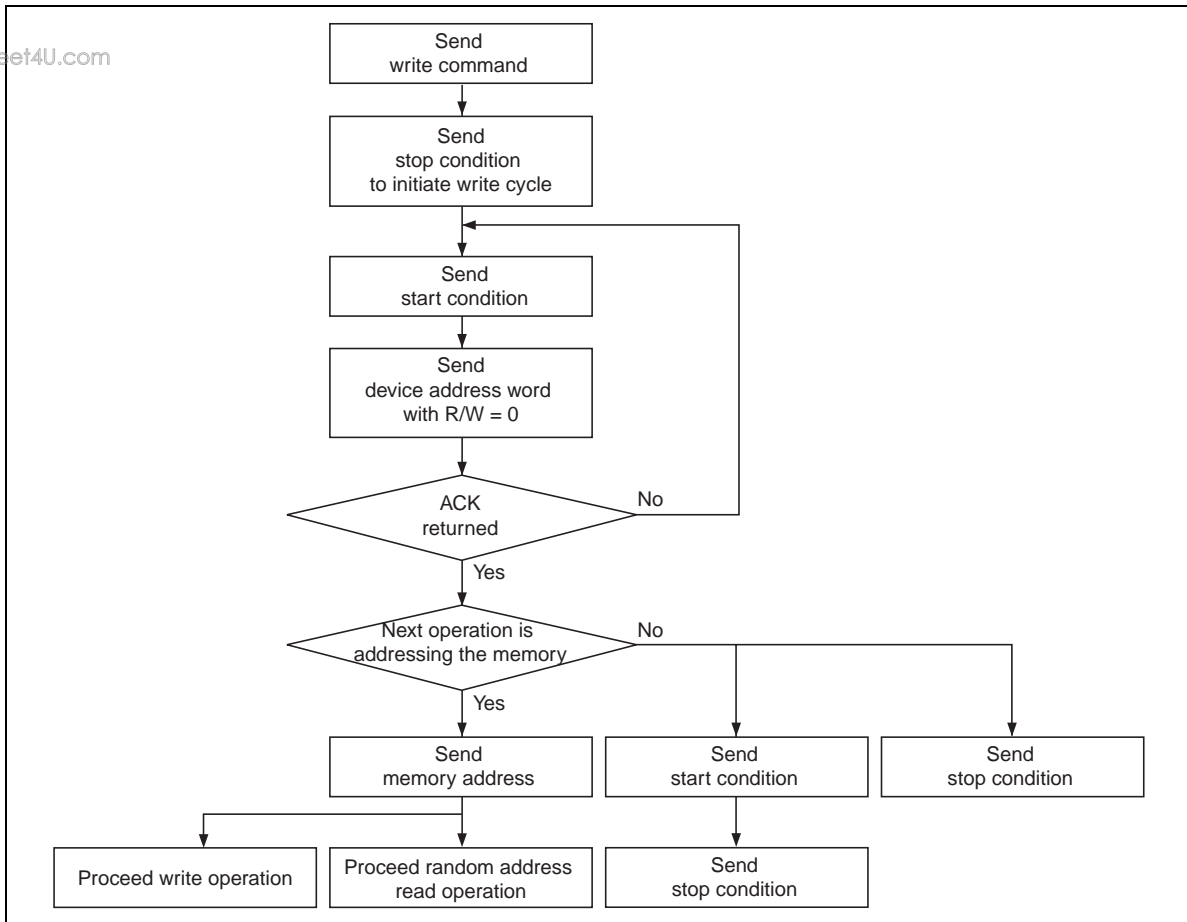 eet4U.com
Send
write command
Send
stop condition
to initiate write cycle
Send
start condition
Send
device address word
with R/W = 0
ACK
returned
No
Yes
Next operation is
addressing the memory
No
Yes
Send
memory address
Send
start condition
Send
stop condition
Proceed write operation
Proceed random address
read operation
Send
stop condition